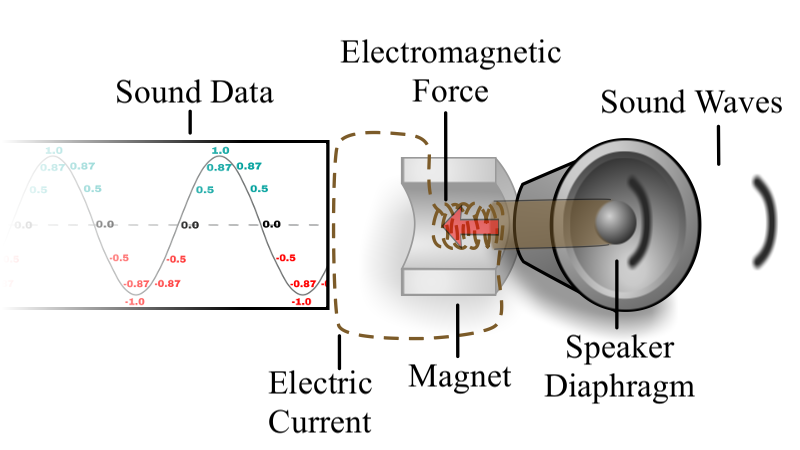 Electromagnetic
Force
Sound Data
Sound Waves
1.0 1.0
0.87 0.87 0.87 0.87
0.5 0.5 0.5 0.5
0.0 0.0 0.0 0.0
-0.5 -0.5 -0.5
-0.87 -0.87 -0.87
-1.0 -1.0
Speaker
Diaphragm
Magnet
Electric
Current